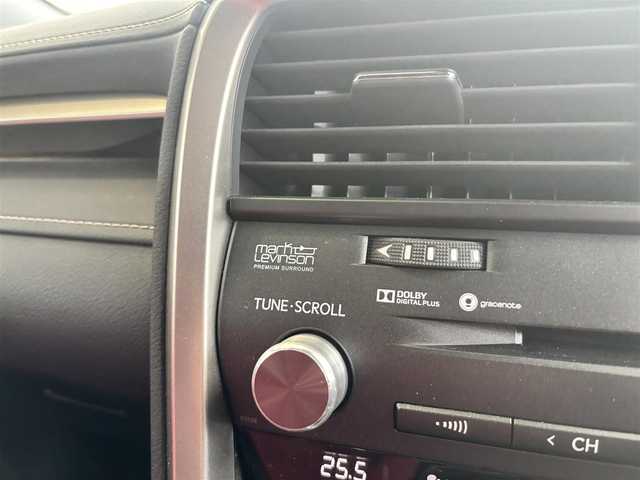 mark
LEVINSON
PREMIUM SURROUND
DOLBY
DIGITAL PLUS
gracenote
TUNE·SCROLL
< CH
25.5